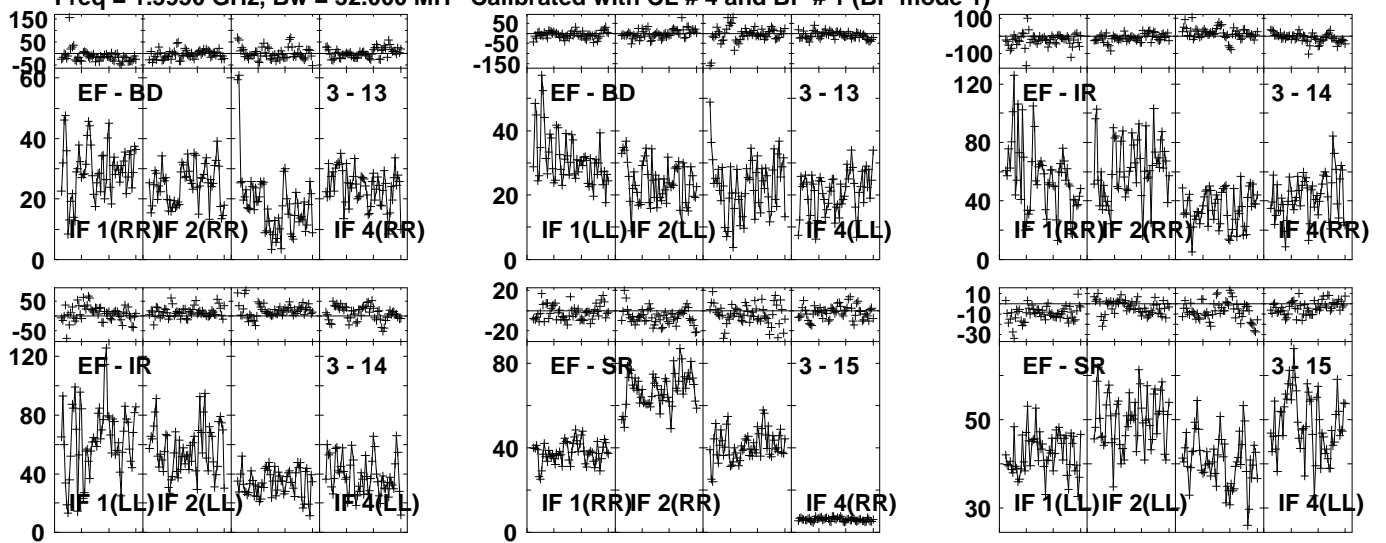 Freq = 1.5950 GHz, Bw = 32.000 MH Calibrated with CL # 4 and BP # 1 (BP mode 1)
150
50
-50
60
40
20
0
EF - BD 3 - 13
IF 1(RR) IF 2(RR) IF 4(RR)
50
-50
-150
40
20
0
EF - BD 3 - 13
IF 1(LL) IF 2(LL) IF 4(LL)
100
-100
120
80
40
0
EF - IR 3 - 14
IF 1(RR) IF 2(RR) IF 4(RR)
50
-50
120
80
40
0
EF - IR 3 - 14
IF 1(LL) IF 2(LL) IF 4(LL)
20
-20
80
40
0
EF - SR 3 - 15
IF 1(RR) IF 2(RR) IF 4(RR)
10
-10
-30
50
30
EF - SR 3 - 15
IF 1(LL) IF 2(LL) IF 4(LL)